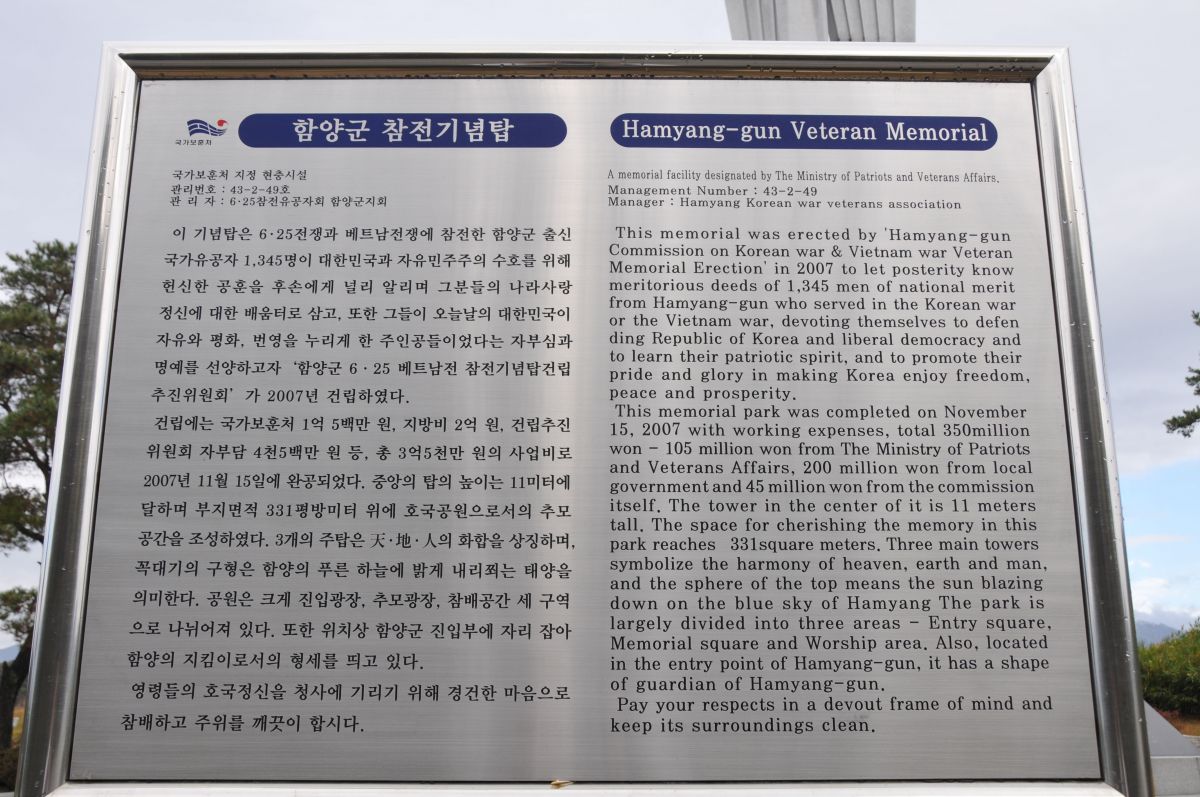 국가보훈처
함양군 참전기념탑
국가보훈처 지정 현충시설
관리번호 : 43-2-49호
관 리 자 : 6·25참전유공자회 함양군지회
이 기념탑은 6·25전쟁과 베트남전쟁에 참전한 함양군 출신
국가유공자 1,345명이 대한민국과 자유민주주의 수호를 위해
헌신한 공훈을 후손에게 널리 알리며 그분들의 나라사랑
정신에 대한 배움터로 삼고, 또한 그들이 오늘날의 대한민국이
자유와 평화, 번영을 누리게 한 주인공들이었다는 자부심과
명예를 선양하고자 ‘함양군 6·25 베트남전 참전기념탑건립
추진위원회’가 2007년 건립하였다.
건립에는 국가보훈처 1억 5백만 원, 지방비 2억 원, 건립추진
위원회 자부담 4천5백만 원 등, 총 3억5천만 원의 사업비로
2007년 11월 15일에 완공되었다. 중앙의 탑의 높이는 11미터에
달하며 부지면적 331평방미터 위에 호국공원으로서의 추모
공간을 조성하였다. 3개의 주탑은 天·地·人의 화합을 상징하며,
꼭대기의 구형은 함양의 푸른 하늘에 밝게 내리쬐는 태양을
의미한다. 공원은 크게 진입광장, 추모광장, 참배공간 세 구역
으로 나뉘어져 있다. 또한 위치상 함양군 진입부에 자리 잡아
함양의 지킴이로서의 형세를 띄고 있다.
영령들의 호국정신을 청사에 기리기 위해 경건한 마음으로
참배하고 주위를 깨끗이 합시다.
Hamyang-gun Veteran Memorial
A memorial facility designated by The Ministry of Patriots and Veterans Affairs.
Management Number : 43-2-49
Manager : Hamyang Korean war veterans association
This memorial was erected by 'Hamyang-gun
Commission on Korean war & Vietnam war Veteran
Memorial Erection' in 2007 to let posterity know
meritorious deeds of 1,345 men of national merit
from Hamyang-gun who served in the Korean war
or the Vietnam war, devoting themselves to defen
ding Republic of Korea and liberal democracy and
to learn their patriotic spirit, and to promote their
pride and glory in making Korea enjoy freedom,
peace and prosperity.
This memorial park was completed on November
15, 2007 with working expenses, total 350million
won - 105 million won from The Ministry of Patriots
and Veterans Affairs, 200 million won from local
government and 45 million won from the commission
itself. The tower in the center of it is 11 meters
tall. The space for cherishing the memory in this
park reaches 331square meters. Three main towers
symbolize the harmony of heaven, earth and man,
and the sphere of the top means the sun blazing
down on the blue sky of Hamyang The park is
largely divided into three areas - Entry square,
Memorial square and Worship area. Also, located
in the entry point of Hamyang-gun, it has a shape
of guardian of Hamyang-gun.
Pay your respects in a devout frame of mind and
keep its surroundings clean.